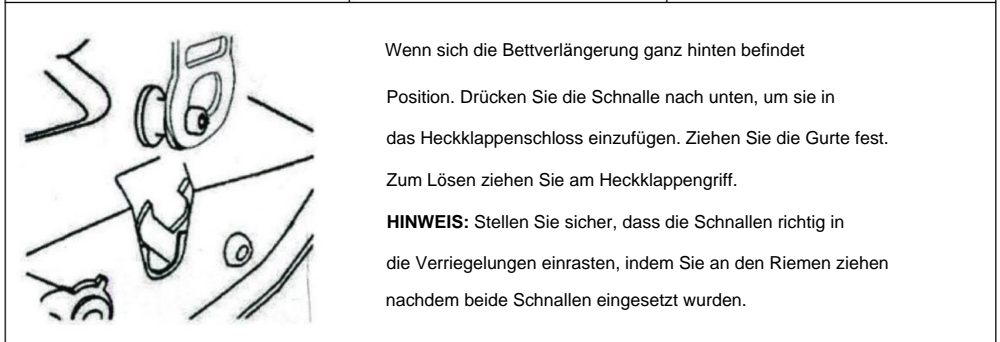 Wenn sich die Bettverlängerung ganz hinten befindet
Position. Drücken Sie die Schnalle nach unten, um sie in
das Heckklappenschloss einzufügen. Ziehen Sie die Gurte fest.
Zum Lösen ziehen Sie am Heckklappengriff.
HINWEIS: Stellen Sie sicher, dass die Schnallen richtig in
die Verriegelungen einrasten, indem Sie an den Riemen ziehen
nachdem beide Schnallen eingesetzt wurden.